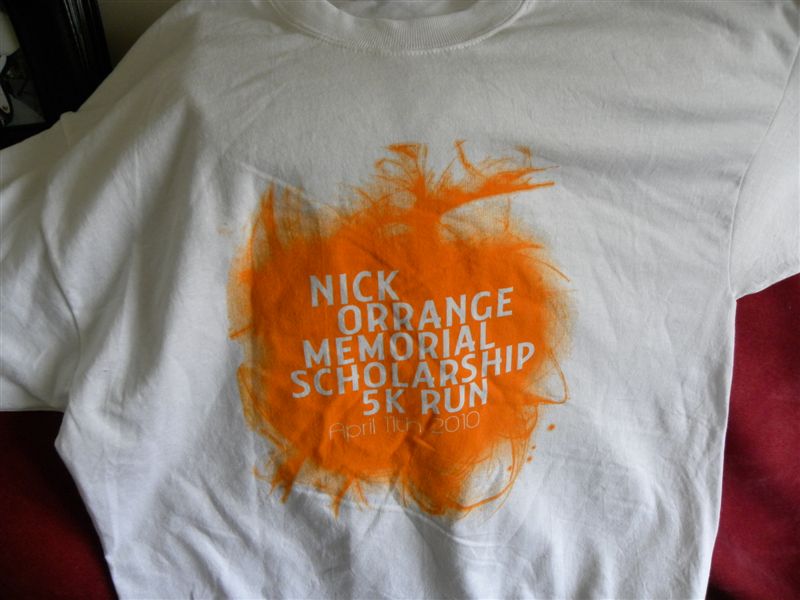 NICK
ORRANGE
MEMORIAL
SCHOLARSHIP
5K RUN
April 11th 2010